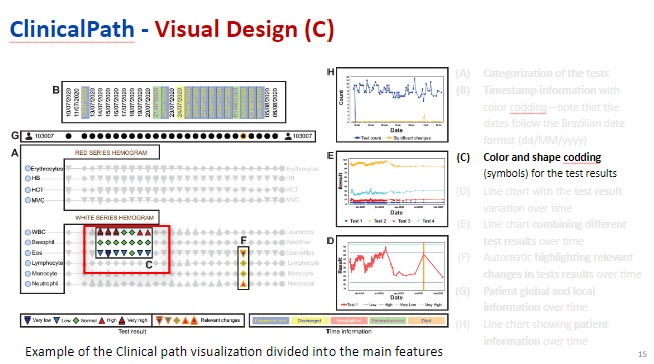 ClinicalPath - Visual Design (C)
B
10/07/2020
11/07/2020
13/07/2020
14/07/2020
15/07/2020
16/07/2020
17/07/2020
18/07/2020
19/07/2020
20/07/2020
05/08/2020
06/08/2020
G
103007
103007
A
RED SERIES HEMOGRAM
Erythrocytes
Erythrocytes
HB
HB
HCT
HCT
MVC
MVC
WHITE SERIES HEMOGRAM
F
WBC
Leucocytes
Basophil
Basophil
Eos
Lymphocyte
Lymphocyte
C
Monocyte
Monocyte
Neutrophil
Neutrophil
Very low
Low
Normal
High
Very high
Relevant changes
Discharged
Died
Test result
Time information
H
Count
Date
Test count
Significant changes
E
Result
Date
Test 1
Test 2
Test 3
Test 4
D
Result
Date
Test 1
Low
High
Very Low
Very High
(A) Categorization of the tests
(B) Timestamp information with
color codding—note that the
dates follow the Brazilian date
format (dd/MM/yyyy)
(C) Color and shape codding
(symbols) for the test results
(D) Line chart with the test result
variation over time
(E) Line chart combining different
test results over time
(F) Automatic highlighting relevant
changes in tests results over time
(G) Patient global and local
information over time
(H) Line chart showing patient
information over time
Example of the Clinical path visualization divided into the main features
15